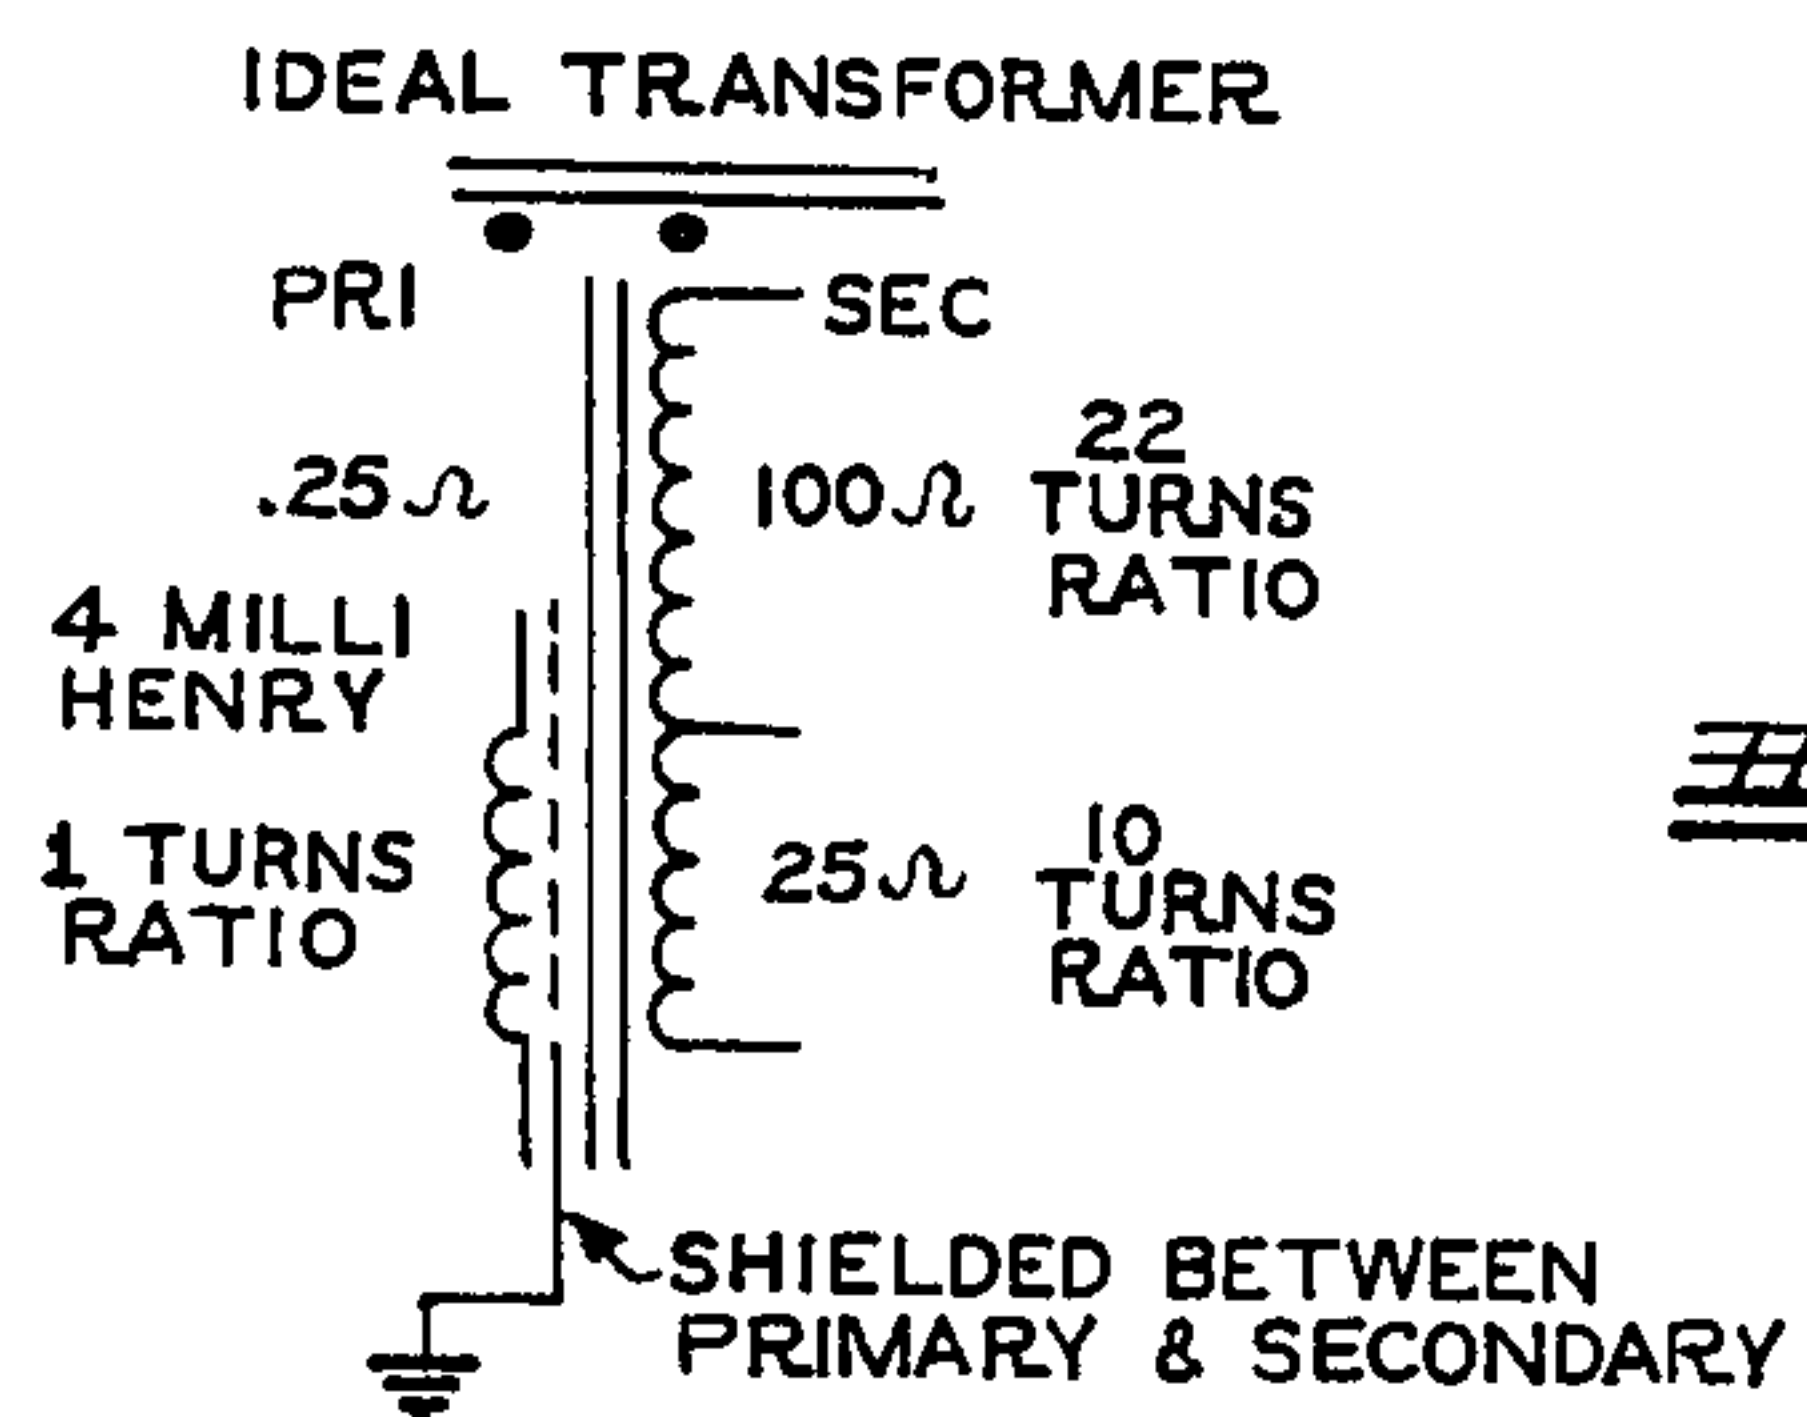 IDEAL TRANSFORMER
PRI
SEC
.25Ω
100Ω
22
TURNS
RATIO
4 MILLI
HENRY
1 TURNS
RATIO
25Ω
10
TURNS
RATIO
SHIELDED BETWEEN
PRIMARY & SECONDARY